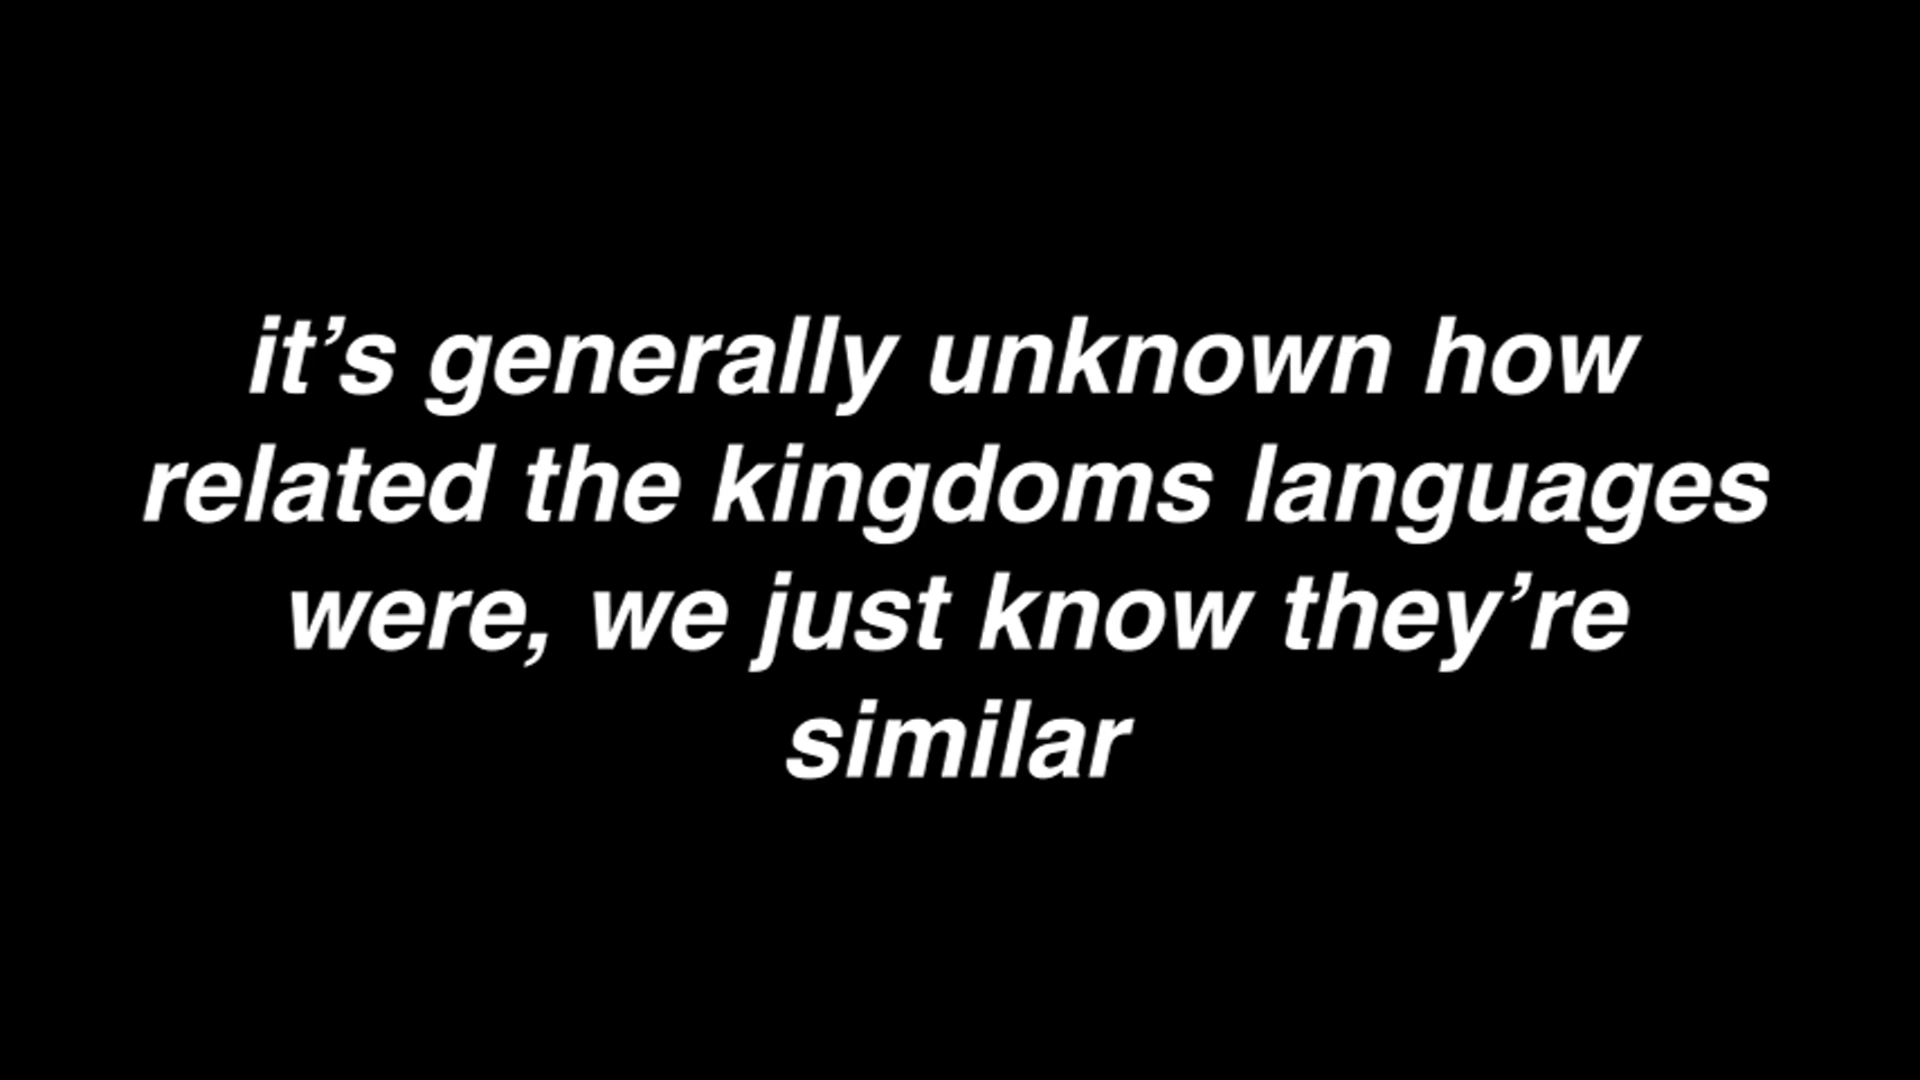 it’s generally unknown how
related the kingdoms languages
were, we just know they’re
similar